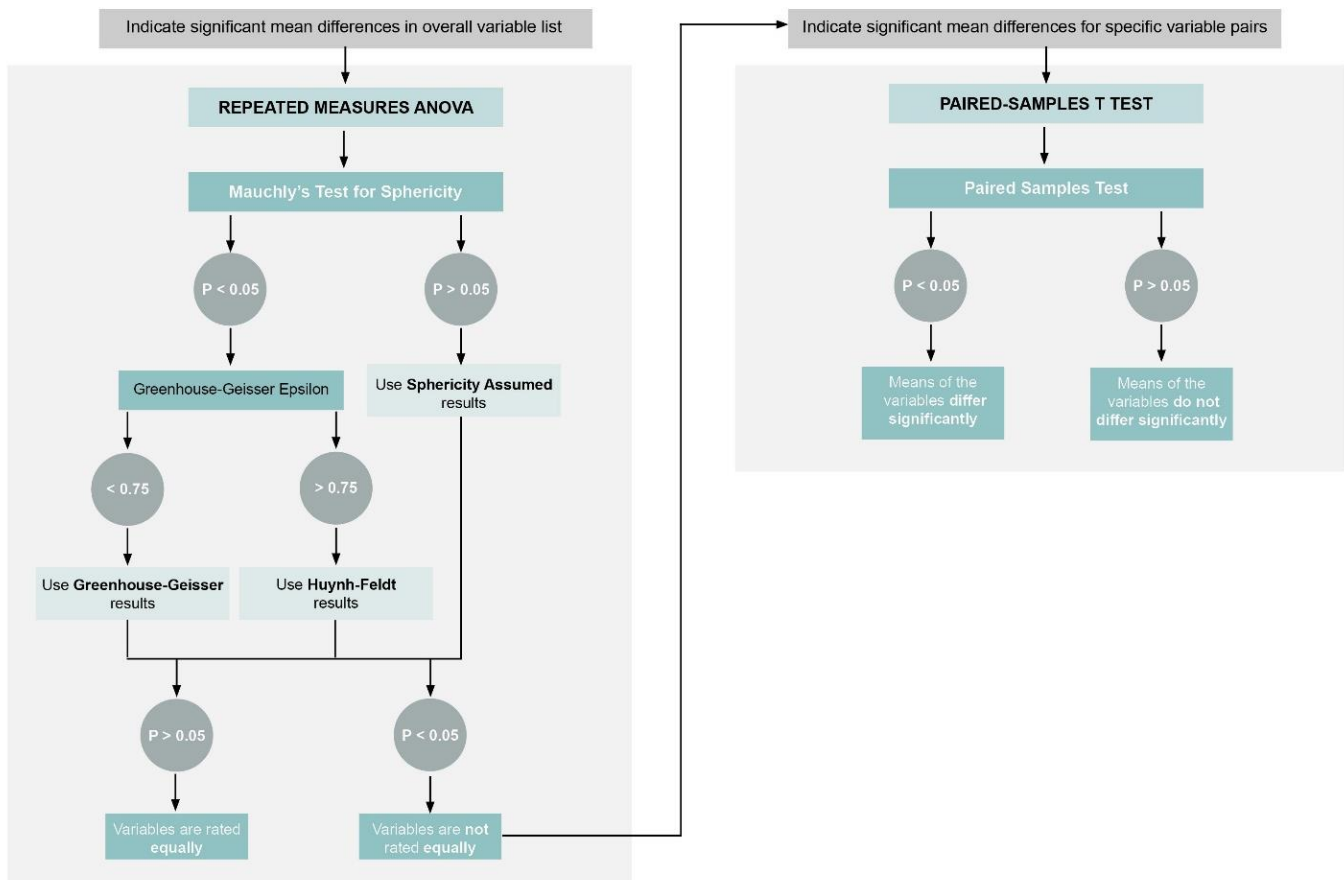 Indicate significant mean differences in overall variable list
REPEATED MEASURES ANOVA
Mauchly's Test for Sphericity
P < 0.05
P > 0.05
Greenhouse-Geisser Epsilon
Use Sphericity Assumed
results
< 0.75
> 0.75
Use Greenhouse-Geisser
results
Use Huynh-Feldt
results
P > 0.05
P < 0.05
Variables are rated
equally
Variables are not
rated equally
Indicate significant mean differences for specific variable pairs
PAIRED-SAMPLES T TEST
Paired Samples Test
P < 0.05
P > 0.05
Means of the
variables differ
significantly
Means of the
variables do not
differ significantly